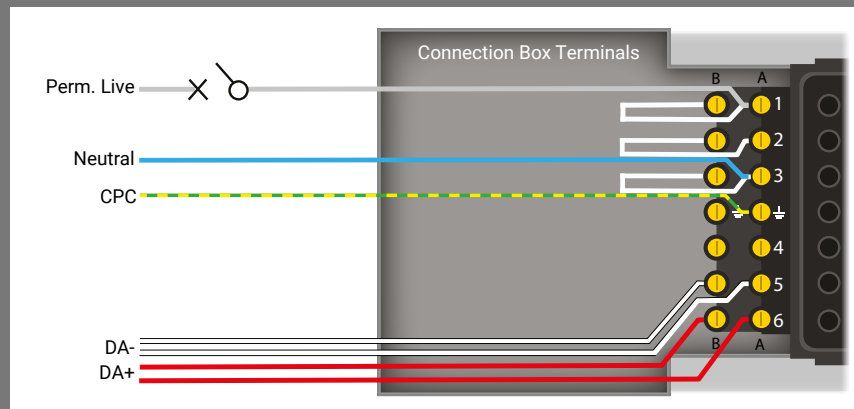 Connection Box Terminals
B A
Perm. Live
1
2
Neutral
3
CPC
4
5
6
DA-
B A
DA+